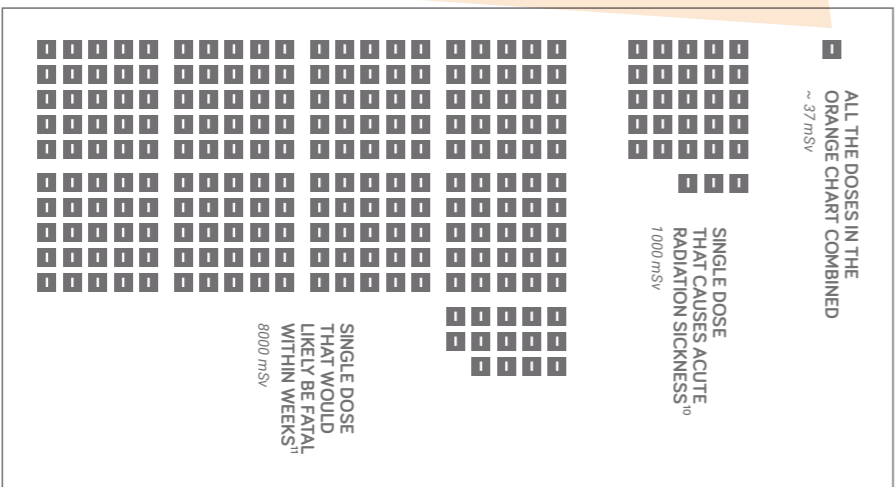 ALL THE DOSES IN THE
ORANGE CHART COMBINED
~ 37 mSv
SINGLE DOSE
THAT CAUSES ACUTE
RADIATION SICKNESS10
1000 mSv
SINGLE DOSE
THAT WOULD
LIKELY BE FATAL
WITHIN WEEKS11
8000 mSv